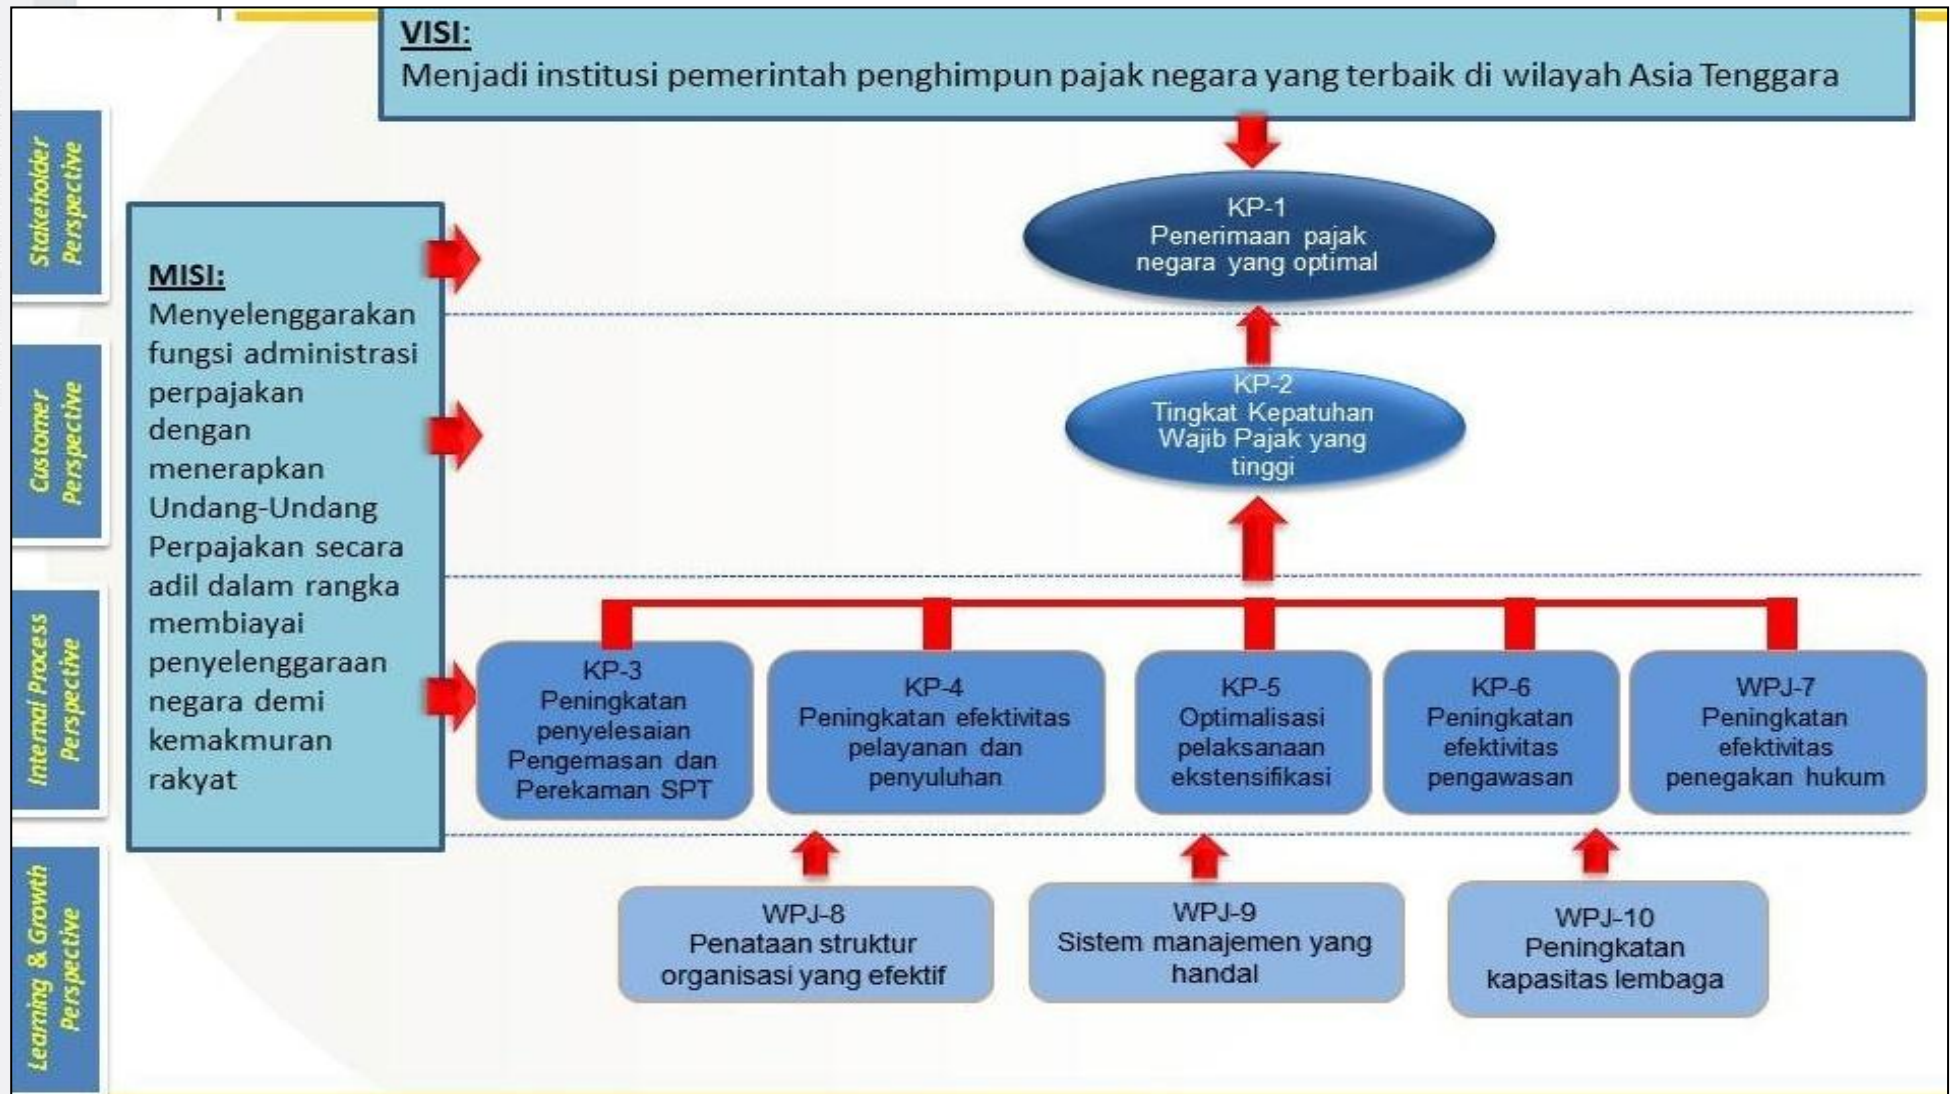 VISI:
Menjadi institusi pemerintah penghimpun pajak negara yang terbaik di wilayah Asia Tenggara
Stakeholder
Perspective
Customer
Perspective
Internal Process
Perspective
Learning & Growth
Perspective
MISI:
Menyelenggarakan
fungsi administrasi
perpajakan
dengan
menerapkan
Undang-Undang
Perpajakan secara
adil dalam rangka
membiayai
penyelenggaraan
negara demi
kemakmuran
rakyat
KP-1
Penerimaan pajak
negara yang optimal
KP-2
Tingkat Kepatuhan
Wajib Pajak yang
tinggi
KP-3
Peningkatan
penyelesaian
Pengemasan dan
Perekaman SPT
KP-4
Peningkatan efektivitas
pelayanan dan
penyuluhan
KP-5
Optimalisasi
pelaksanaan
ekstensifikasi
KP-6
Peningkatan
efektivitas
pengawasan
WPJ-7
Peningkatan
efektivitas
penegakan hukum
WPJ-8
Penataan struktur
organisasi yang efektif
WPJ-9
Sistem manajemen yang
handal
WPJ-10
Peningkatan
kapasitas lembaga